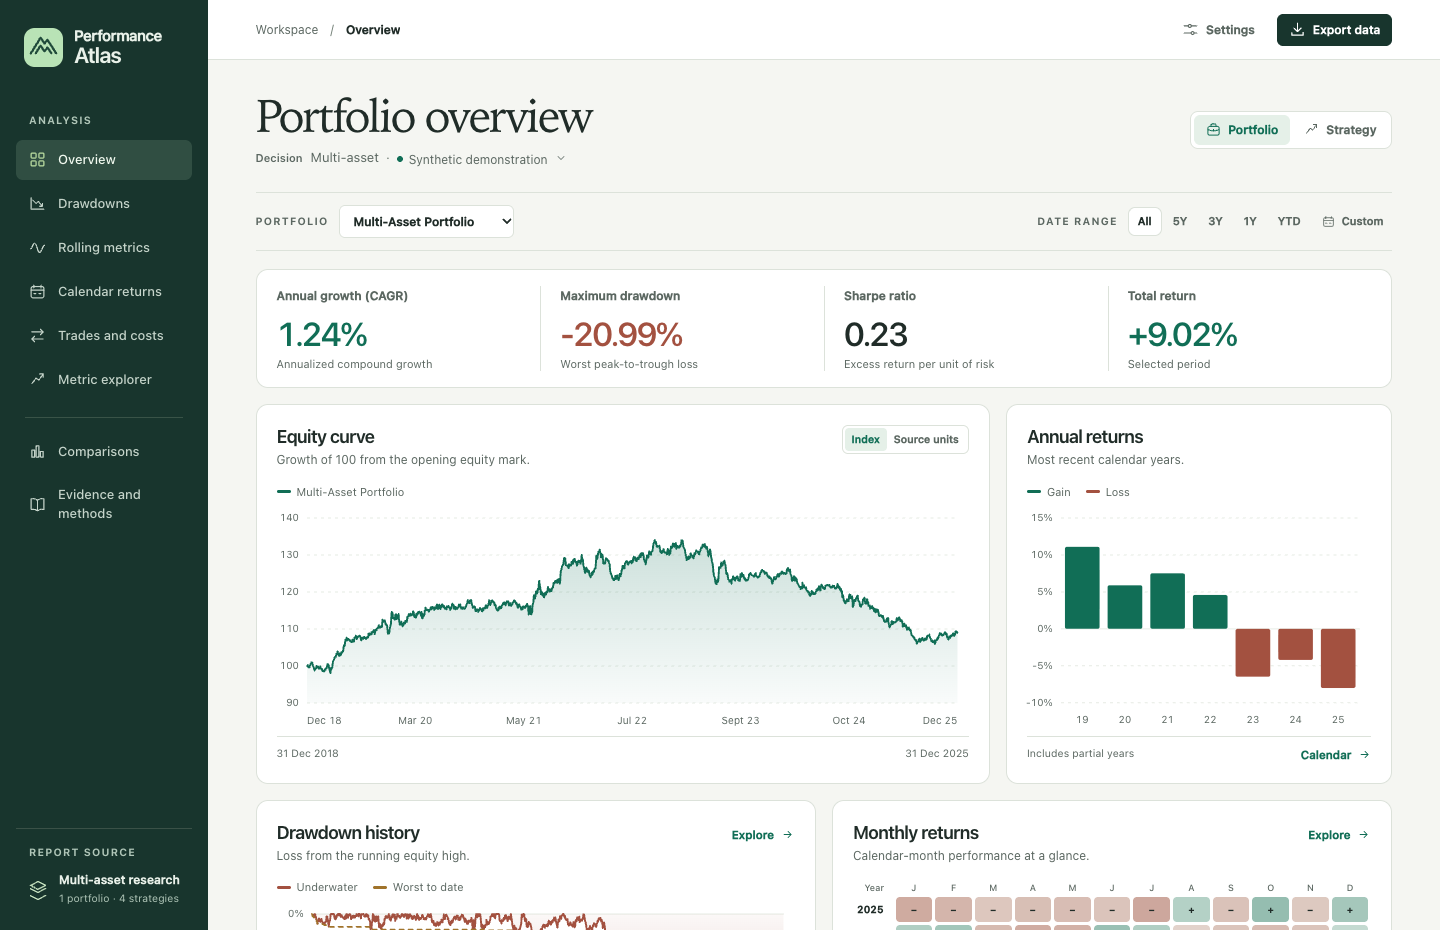 Performance
Atlas
ANALYSIS
Overview
Drawdowns
Rolling metrics
Calendar returns
Trades and costs
Metric explorer
Comparisons
Evidence and
methods
REPORT SOURCE
Multi-asset research
1 portfolio · 4 strategies
Workspace / Overview
Settings
Export data
Portfolio overview
Decision Multi-asset · Synthetic demonstration
Portfolio Strategy
PORTFOLIO Multi-Asset Portfolio
DATE RANGE All 5Y 3Y 1Y YTD Custom
Annual growth (CAGR)
1.24%
Annualized compound growth
Maximum drawdown
-20.99%
Worst peak-to-trough loss
Sharpe ratio
0.23
Excess return per unit of risk
Total return
+9.02%
Selected period
Equity curve
Growth of 100 from the opening equity mark.
Index Source units
Multi-Asset Portfolio
140
130
120
110
100
90
Dec 18 Mar 20 May 21 Jul 22 Sept 23 Oct 24 Dec 25
31 Dec 2018 31 Dec 2025
Annual returns
Most recent calendar years.
Gain Loss
15%
10%
5%
0%
-5%
-10%
19 20 21 22 23 24 25
Includes partial years
Calendar →
Drawdown history
Explore →
Loss from the running equity high.
Underwater Worst to date
0%
Monthly returns
Explore →
Calendar-month performance at a glance.
Year J F M A M J J A S O N D
2025 – – – – – – – + – + – +